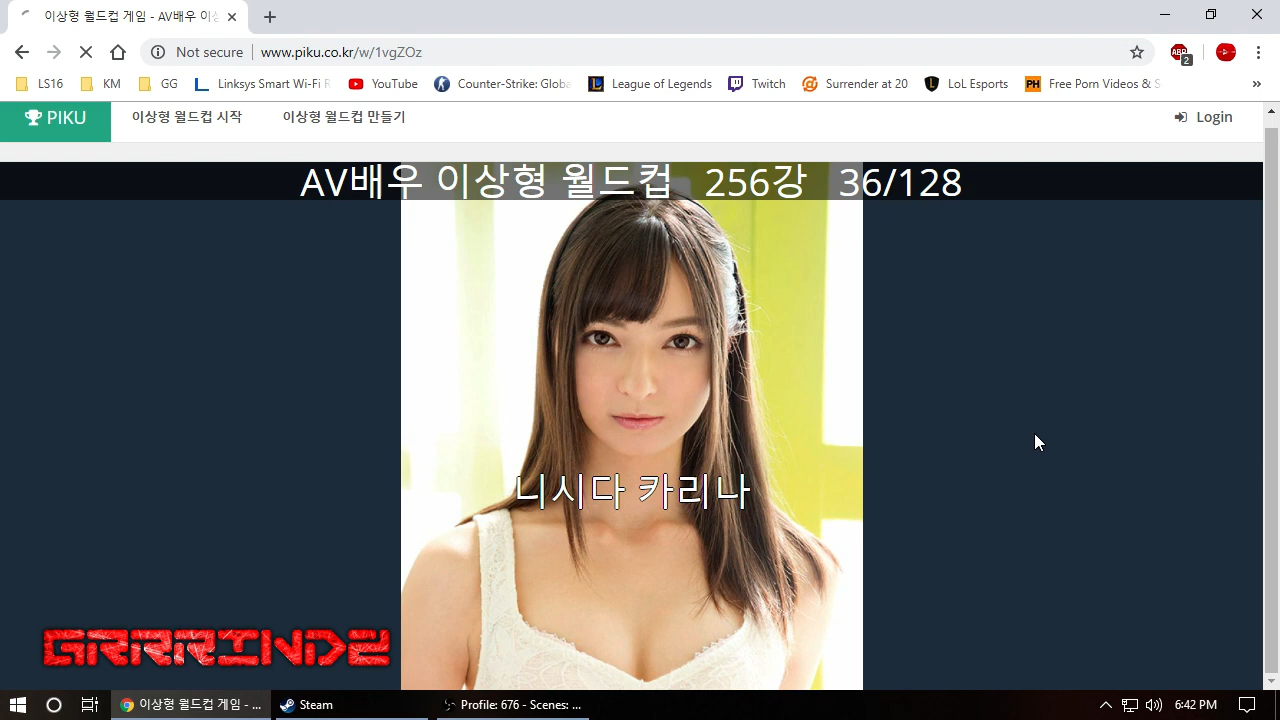 이상형 월드컵 게임 - AV배우 이상
Not secure www.piku.co.kr/w/1vgZOz
ABP 2
LS16 KM GG Linksys Smart Wi-Fi R YouTube Counter-Strike: Globa League of Legends Twitch Surrender at 20 LoL Esports PH Free Porn Videos & S
PIKU 이상형 월드컵 시작 이상형 월드컵 만들기 Login
AV배우 이상형 월드컵 256강 36/128
니시다 카리나
GRRRINDY
이상형 월드컵 게임 - ... Steam Profile: 676 - Scenes: ... 6:42 PM